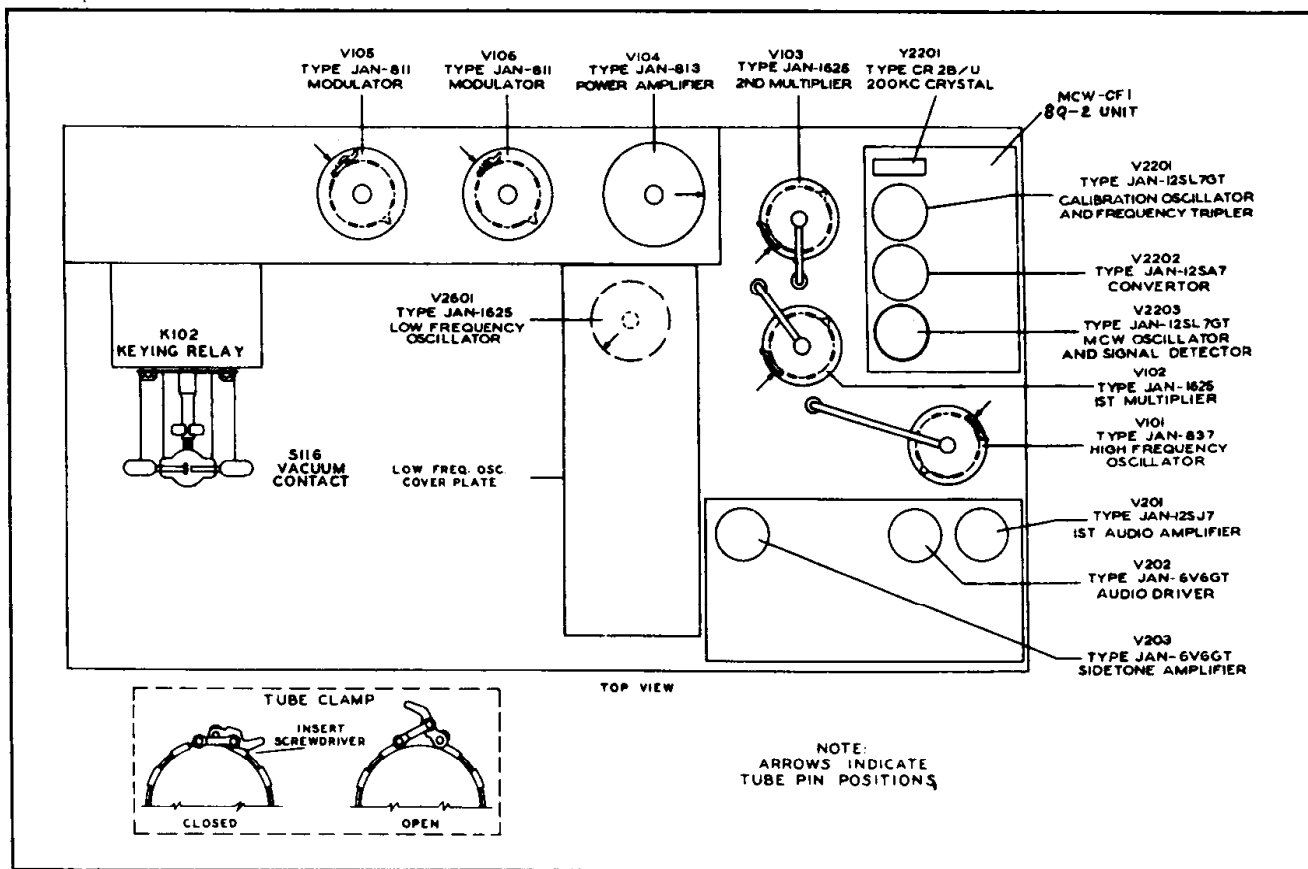 V105
TYPE JAN-811
MODULATOR
V106
TYPE JAN-811
MODULATOR
V104
TYPE JAN-813
POWER AMPLIFIER
V103
TYPE JAN-1625
2ND MULTIPLIER
Y2201
TYPE CR 2B/U
200KC CRYSTAL
MCW-CF1
8Q-2 UNIT
V2201
TYPE JAN-12SL7GT
CALIBRATION OSCILLATOR
AND FREQUENCY TRIPLER
V2202
TYPE JAN-12SA7
CONVERTOR
V2203
TYPE JAN-12SL7GT
MCW OSCILLATOR
AND SIGNAL DETECTOR
V102
TYPE JAN-1625
1ST MULTIPLIER
V101
TYPE JAN-837
HIGH FREQUENCY
OSCILLATOR
V201
TYPE JAN-12SJ7
1ST AUDIO AMPLIFIER
V202
TYPE JAN-6V6GT
AUDIO DRIVER
V203
TYPE JAN-6V6GT
SIDETONE AMPLIFIER
V2601
TYPE JAN-1625
LOW FREQUENCY
OSCILLATOR
K102
KEYING RELAY
S116
VACUUM
CONTACT
LOW FREQ. OSC.
COVER PLATE
TOP VIEW
TUBE CLAMP
INSERT
SCREWDRIVER
CLOSED
OPEN
NOTE:
ARROWS INDICATE
TUBE PIN POSITIONS